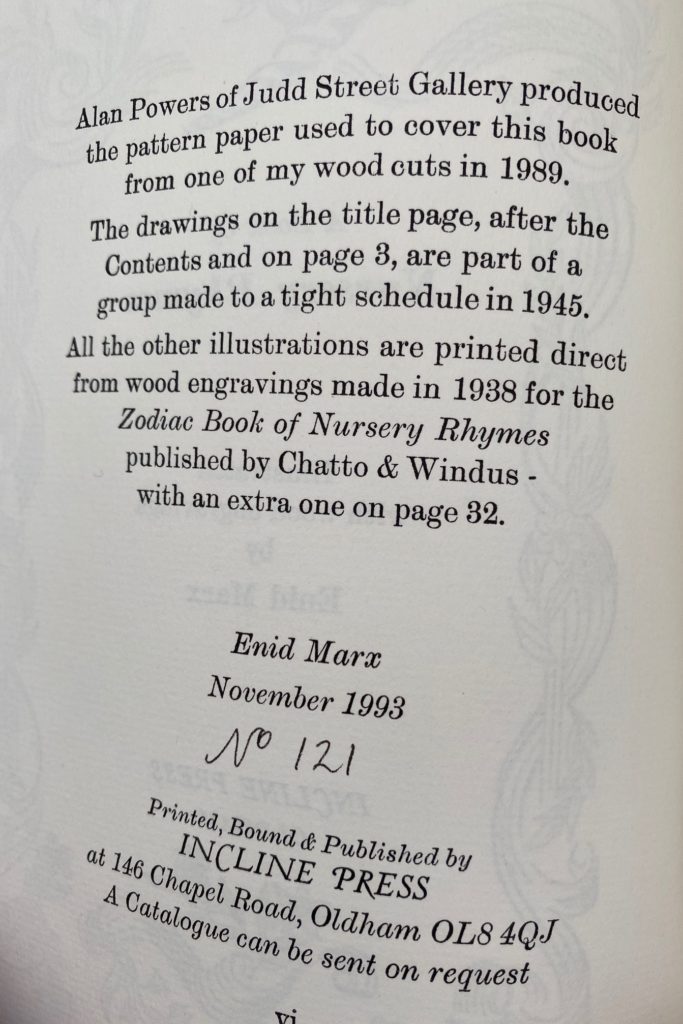 Alan Powers of Judd Street Gallery produced
the pattern paper used to cover this book
from one of my wood cuts in 1989.
The drawings on the title page, after the
Contents and on page 3, are part of a
group made to a tight schedule in 1945.
All the other illustrations are printed direct
from wood engravings made in 1938 for the
Zodiac Book of Nursery Rhymes
published by Chatto & Windus -
with an extra one on page 32.
Enid Marx
November 1993
No 121
Printed, Bound & Published by
INCLINE PRESS
at 146 Chapel Road, Oldham OL8 4QJ
A Catalogue can be sent on request
vi